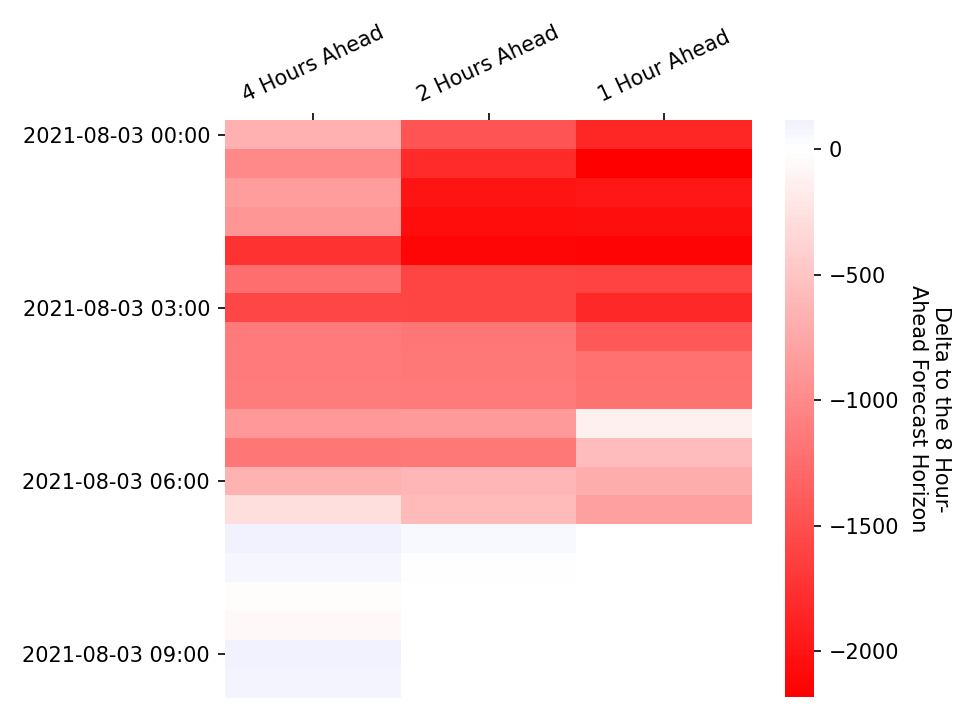 4 Hours Ahead
2 Hours Ahead
1 Hour Ahead
2021-08-03 00:00
2021-08-03 03:00
2021-08-03 06:00
2021-08-03 09:00
0
−500
−1000
−1500
−2000
Delta to the 8 Hour-
Ahead Forecast Horizon